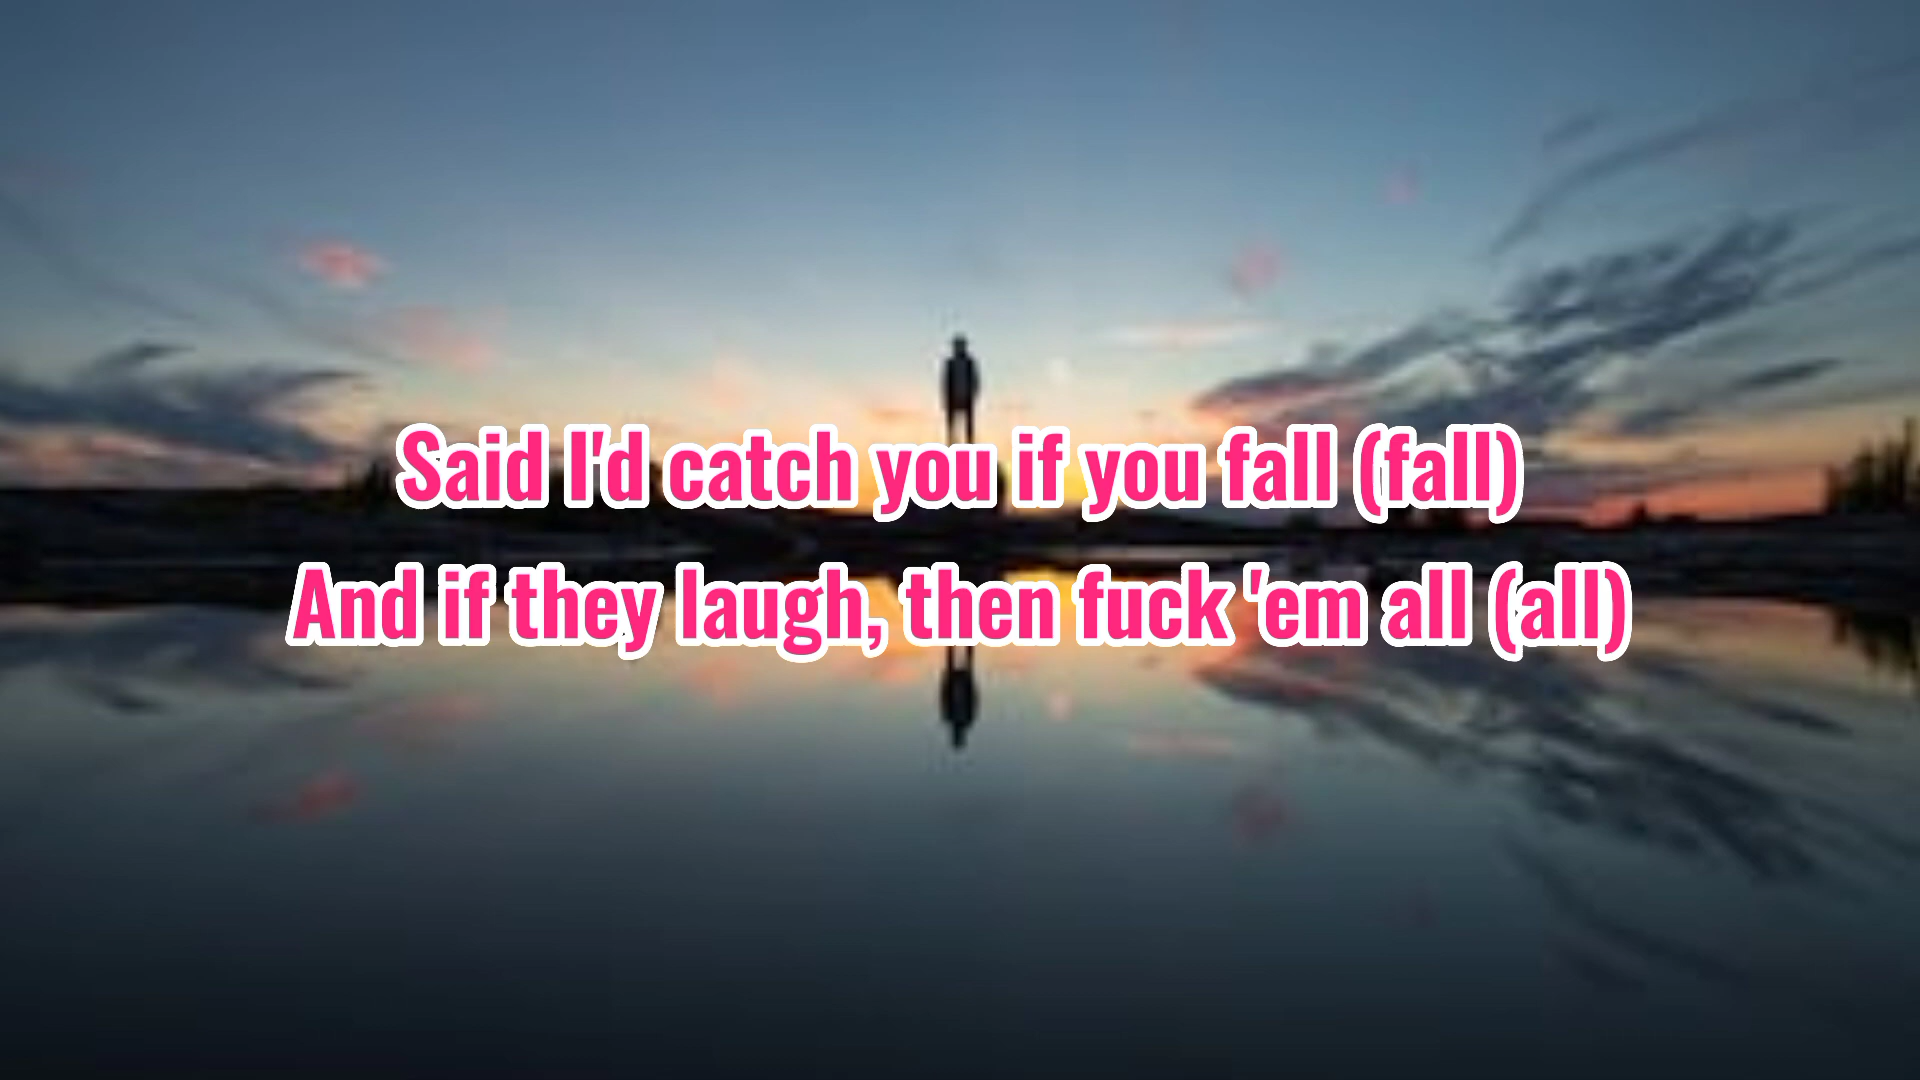 Said I'd catch you if you fall (fall)
And if they laugh, then fuck 'em all (all)